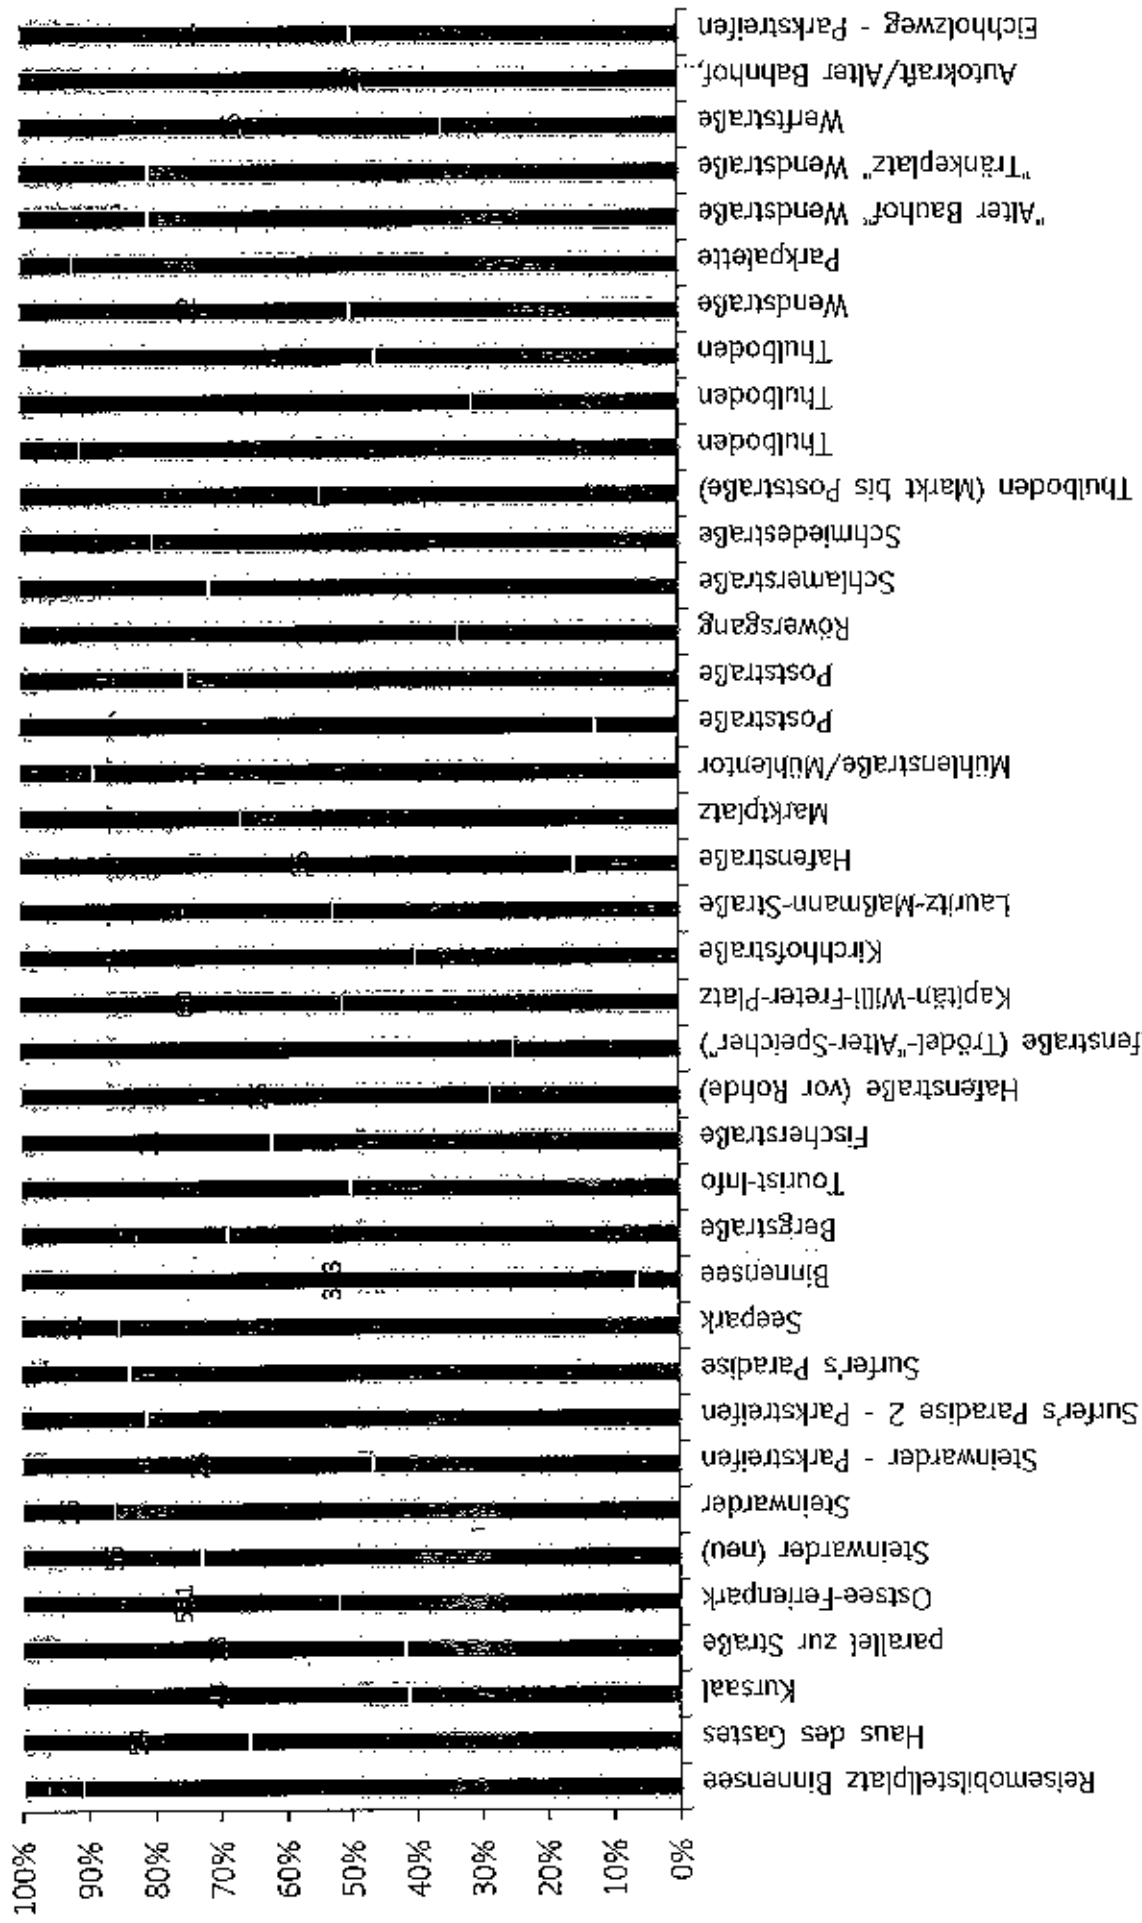 Eichholzweg - Parkstreifen
Autokraft/Alter Bahnhof,
Werftstraße
"Tränkeplatz" Wendstraße
"Alter Bauhof" Wendstraße
Parkpalette
Wendstraße
Thulboden
Thulboden
Thulboden
Thulboden (Markt bis Poststraße)
Schmiedestraße
Schlamerstraße
Röwersgang
Poststraße
Poststraße
Mühlenstraße/Mühlentor
Marktplatz
Hafenstraße
Lauritz-Maßmann-Straße
Kirchhofstraße
Kapitän-Willi-Freter-Platz
fenstraße (Trödel-"Alter-Speicher")
Hafenstraße (vor Rohde)
Fischerstraße
Tourist-Info
Bergstraße
Binnensee
Seepark
Surfer's Paradise
Surfer's Paradise 2 - Parkstreifen
Steinwarder - Parkstreifen
Steinwarder
Steinwarder (neu)
Ostsee-Ferienpark
parallel zur Straße
Kursaal
Haus des Gastes
Reisemobilstellplatz Binnensee
100%
90%
80%
70%
60%
50%
40%
30%
20%
10%
0%